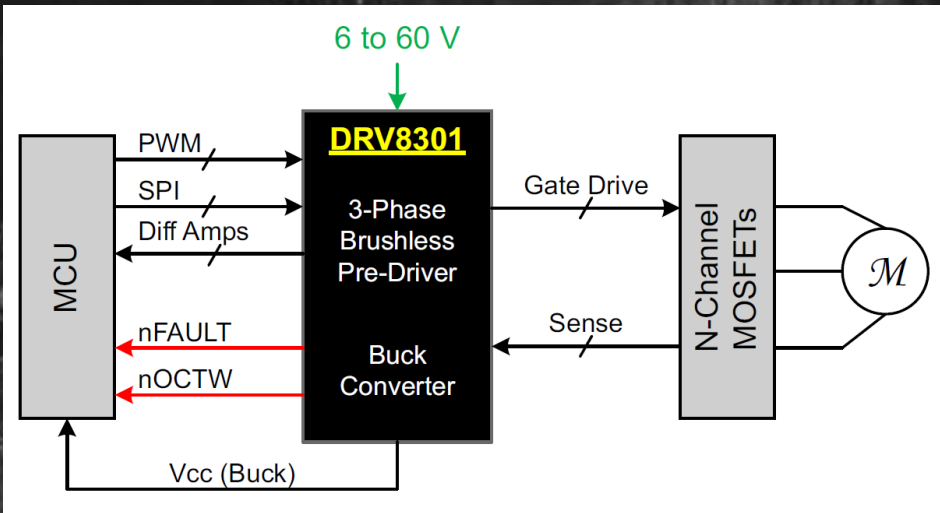 6 to 60 V
DRV8301
3-Phase
Brushless
Pre-Driver
Buck
Converter
MCU
PWM
SPI
Diff Amps
nFAULT
nOCTW
Vcc (Buck)
Gate Drive
Sense
N-Channel
MOSFETs
M